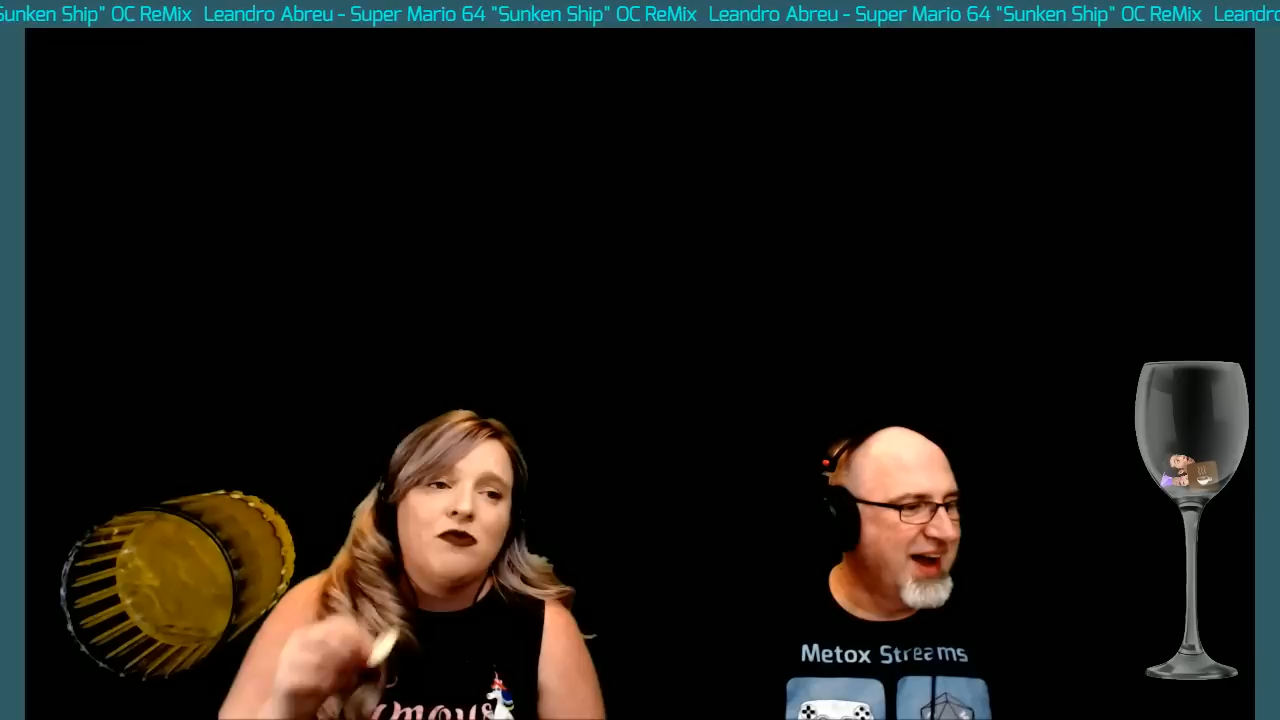 Sunken Ship" OC ReMix Leandro Abreu - Super Mario 64 "Sunken Ship" OC ReMix Leandro Abreu - Super Mario 64 "Sunken Ship" OC ReMix Leandro
Metox Streams